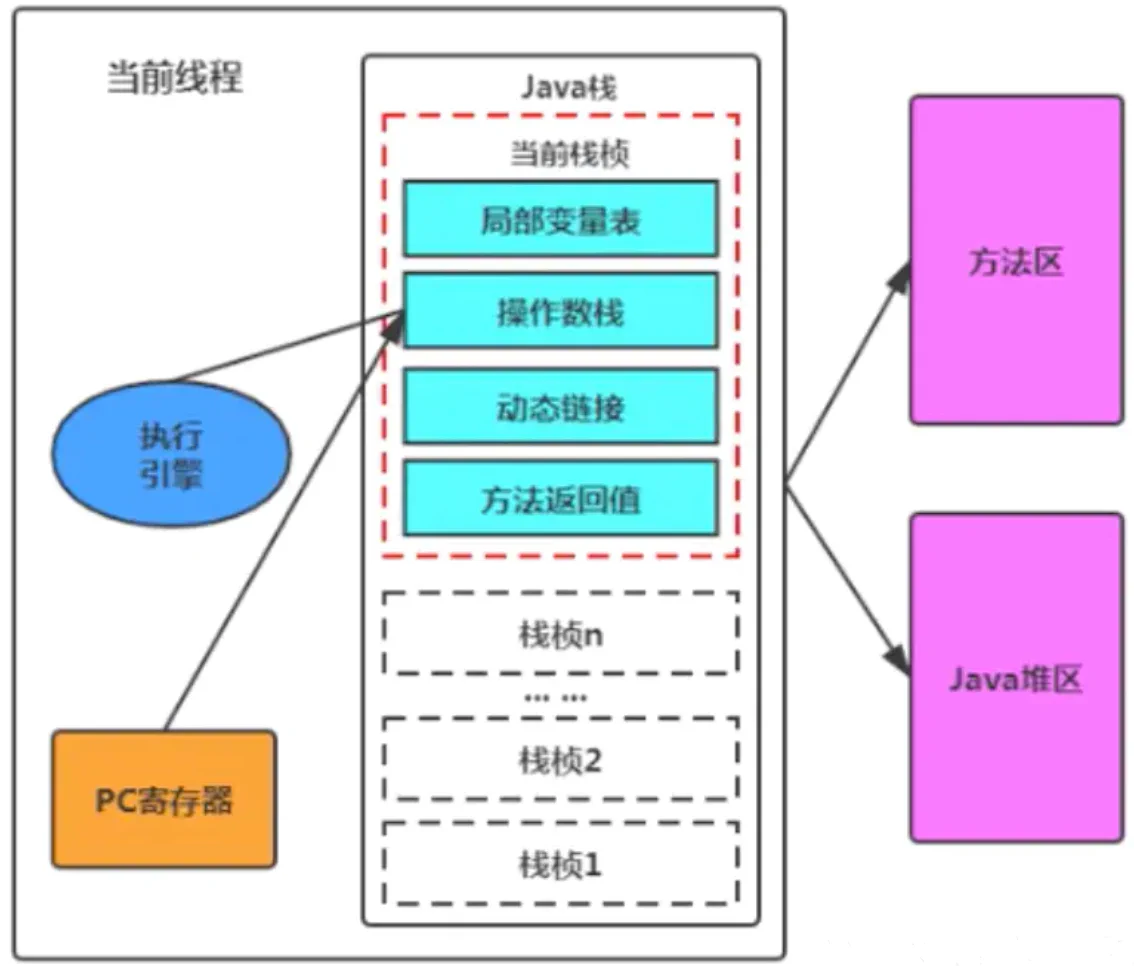 当前线程
Java栈
当前栈桢
局部变量表
操作数栈
动态链接
方法返回值
栈桢n
... ...
栈桢2
栈桢1
执行
引擎
PC寄存器
方法区
Java堆区